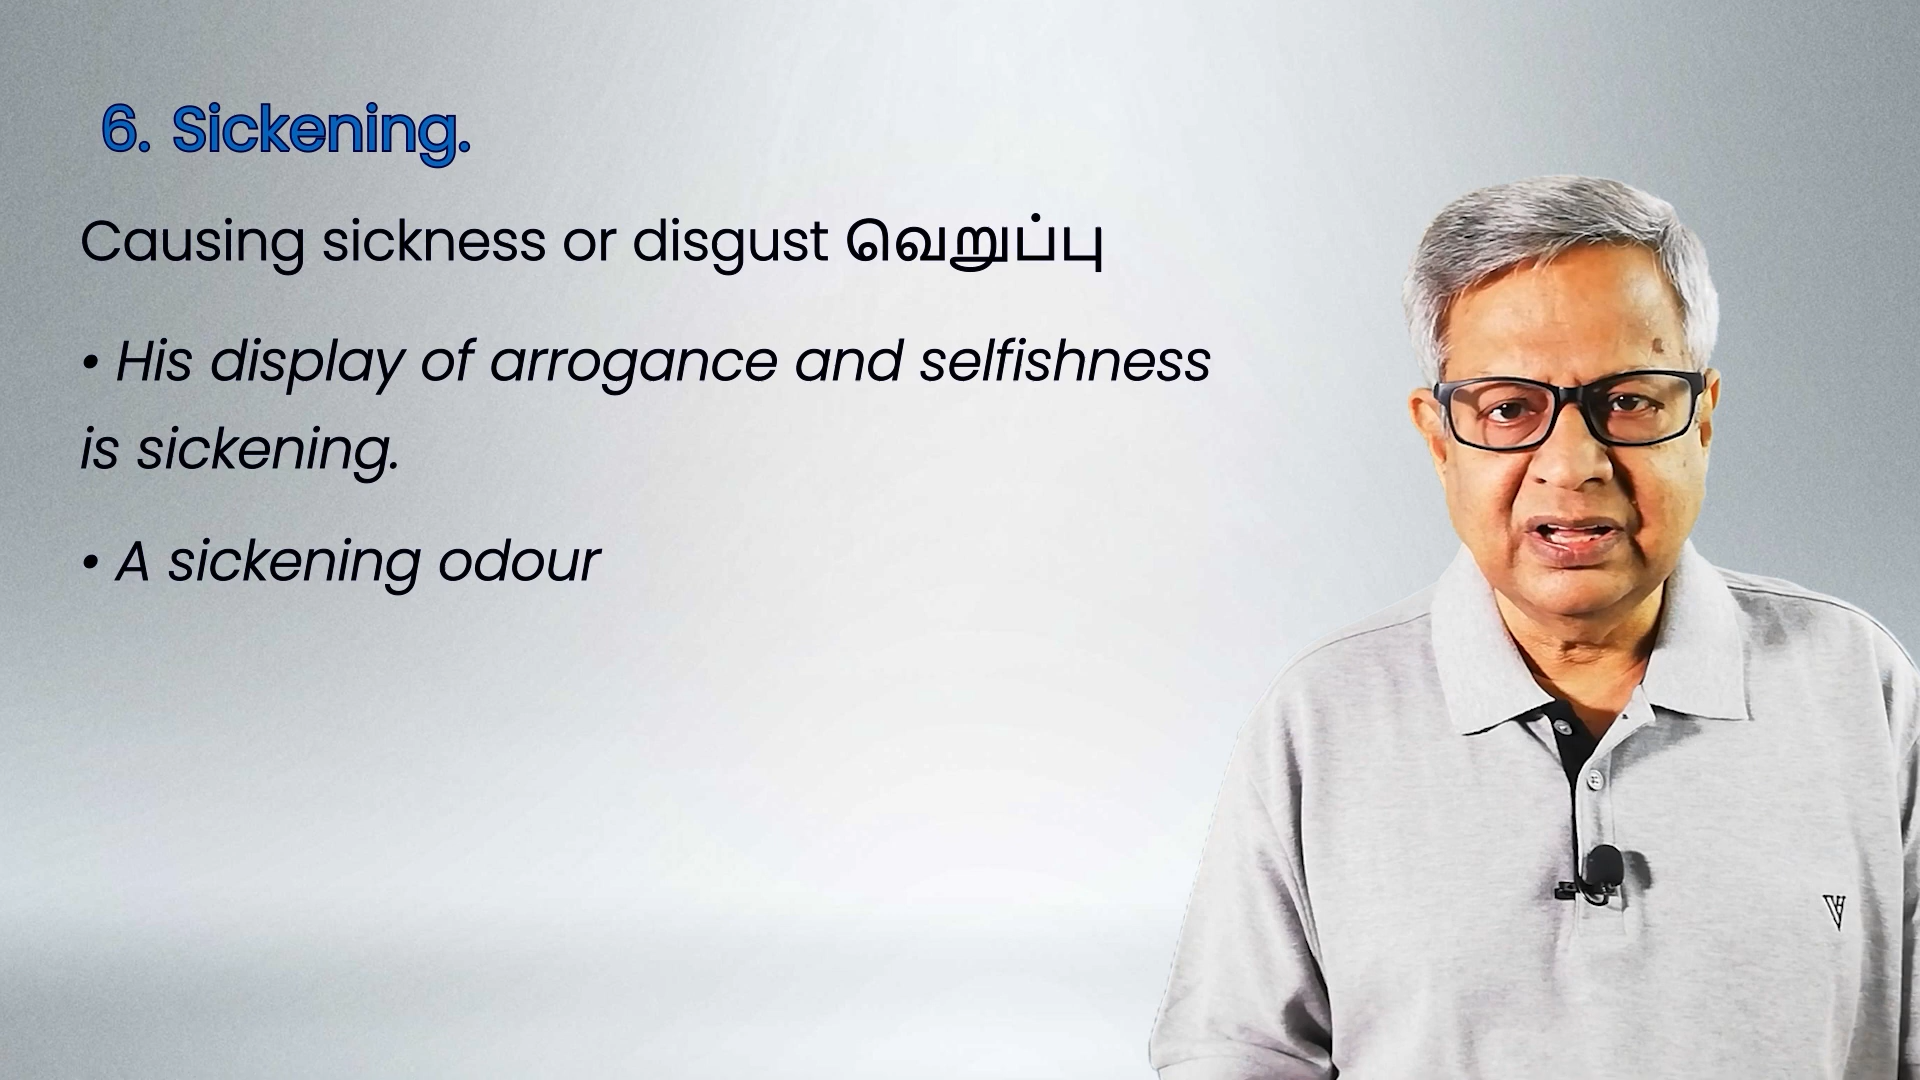 6. Sickening.
Causing sickness or disgust வெறுப்பு
• His display of arrogance and selfishness
is sickening.
• A sickening odour